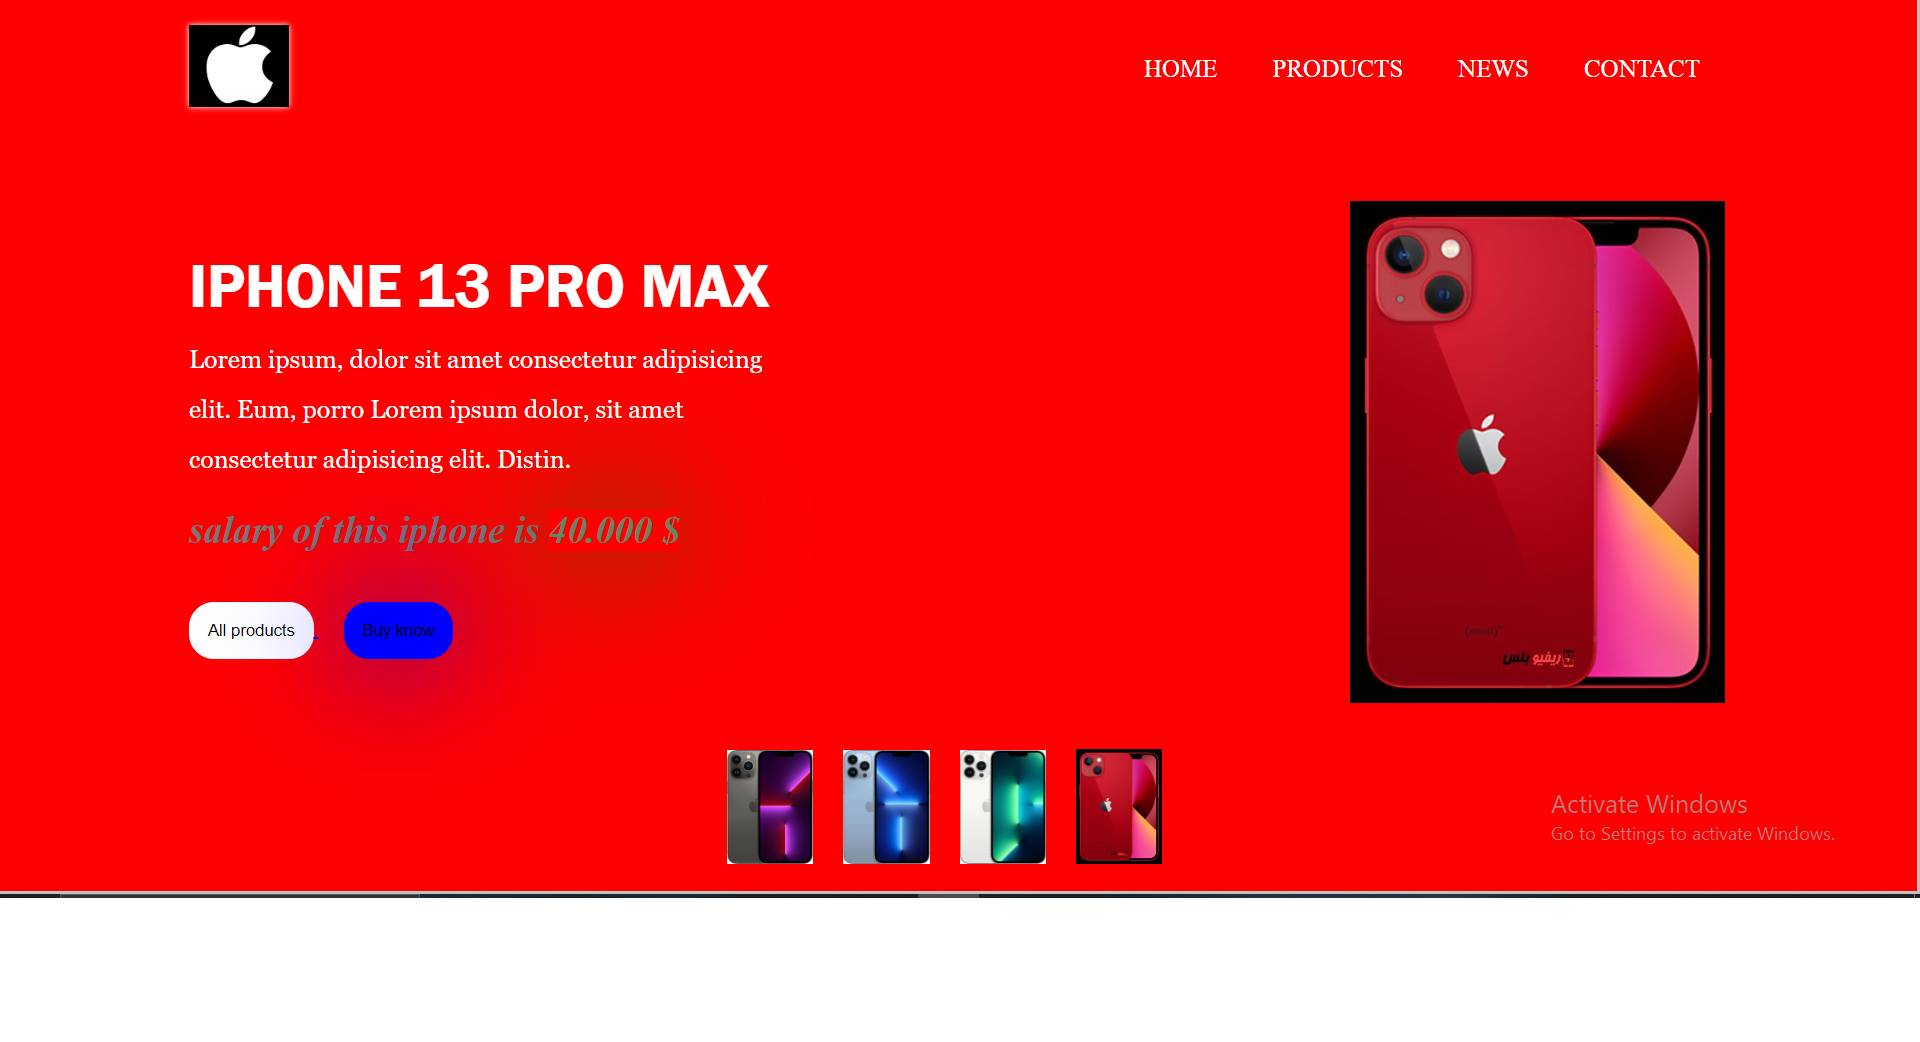 HOME PRODUCTS NEWS CONTACT
IPHONE 13 PRO MAX
Lorem ipsum, dolor sit amet consectetur adipisicing
elit. Eum, porro Lorem ipsum dolor, sit amet
consectetur adipisicing elit. Distin.
salary of this iphone is 40.000 $
All products Buy know
ريفيو بلس
Activate Windows
Go to Settings to activate Windows.